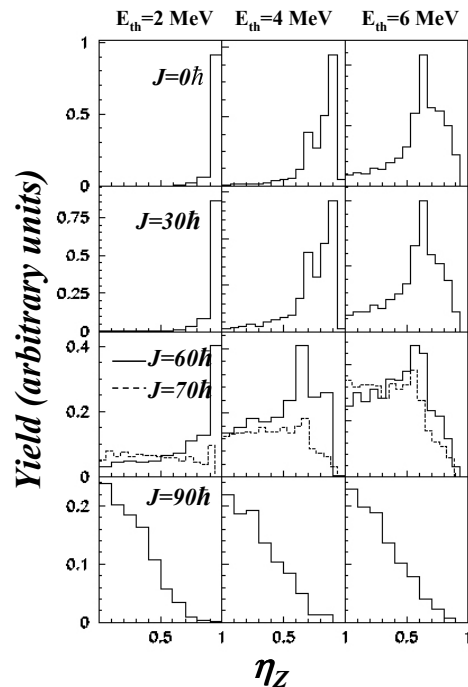 E_th=2 MeV E_th=4 MeV E_th=6 MeV
J=0ℏ
1
0.5
0
J=30ℏ
0.75
0.5
0.25
0
J=60ℏ
J=70ℏ
0.4
0.2
0
J=90ℏ
0.2
0.1
0
0.5 1 0.5 1 0.5 1
Yield (arbitrary units)
η_Z